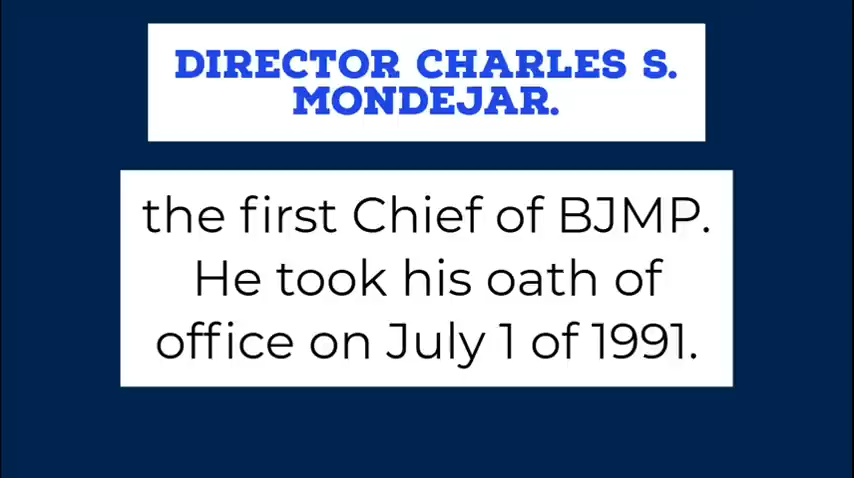 DIRECTOR CHARLES S.
MONDEJAR.
the first Chief of BJMP.
He took his oath of
office on July 1 of 1991.